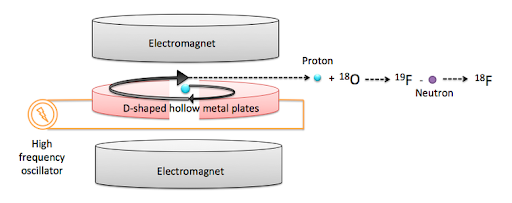 Electromagnet
Proton
+ ¹⁸O ¹⁹F - ¹⁸F
Neutron
D-shaped hollow metal plates
High
frequency
oscillator
Electromagnet